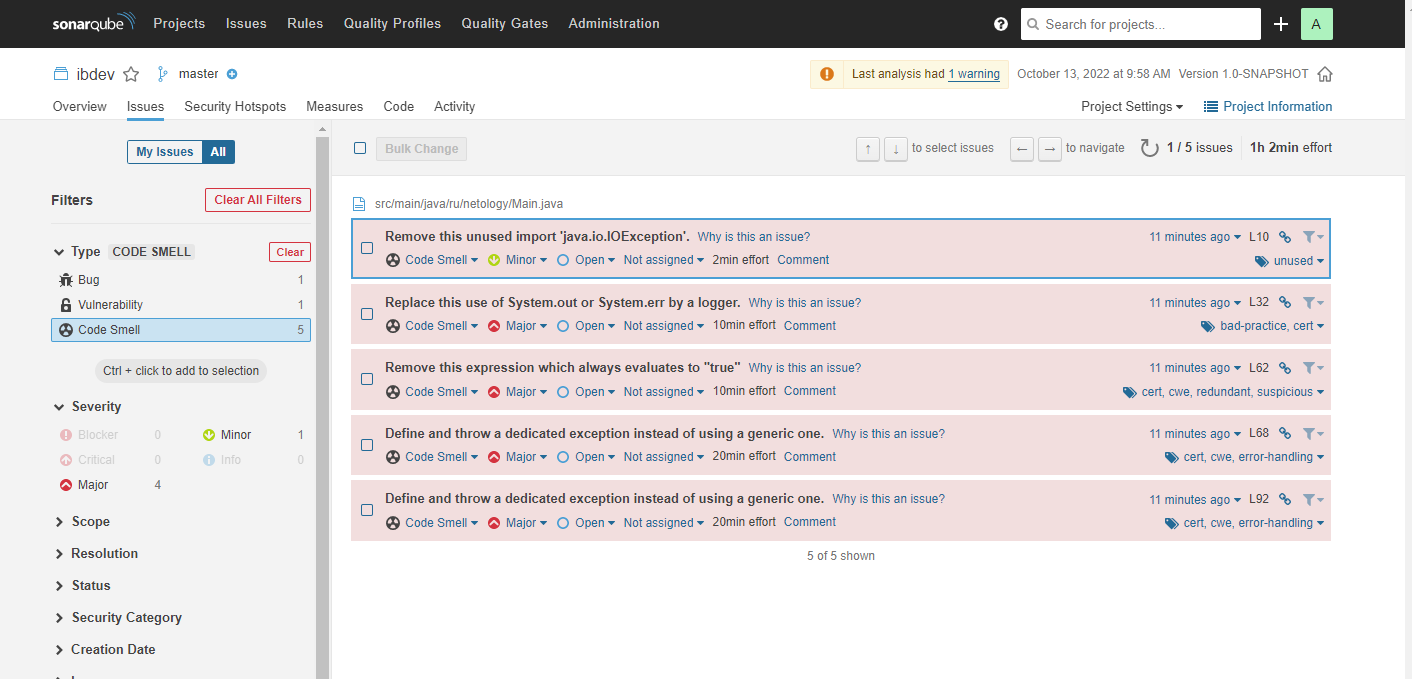 sonarqube Projects Issues Rules Quality Profiles Quality Gates Administration ? Search for projects... + A
ibdev master Last analysis had 1 warning October 13, 2022 at 9:58 AM Version 1.0-SNAPSHOT
Overview Issues Security Hotspots Measures Code Activity Project Settings Project Information
My Issues All
Filters Clear All Filters
Type CODE SMELL Clear
Bug 1
Vulnerability 1
Code Smell 5
Ctrl + click to add to selection
Severity
Blocker 0 Minor 1
Critical 0 Info 0
Major 4
Scope
Resolution
Status
Security Category
Creation Date
Bulk Change ↑ ↓ to select issues ← → to navigate 1 / 5 issues 1h 2min effort
src/main/java/ru/netology/Main.java
Remove this unused import 'java.io.IOException'. Why is this an issue? 11 minutes ago L10
Code Smell Minor Open Not assigned 2min effort Comment unused
Replace this use of System.out or System.err by a logger. Why is this an issue? 11 minutes ago L32
Code Smell Major Open Not assigned 10min effort Comment bad-practice, cert
Remove this expression which always evaluates to "true" Why is this an issue? 11 minutes ago L62
Code Smell Major Open Not assigned 10min effort Comment cert, cwe, redundant, suspicious
Define and throw a dedicated exception instead of using a generic one. Why is this an issue? 11 minutes ago L68
Code Smell Major Open Not assigned 20min effort Comment cert, cwe, error-handling
Define and throw a dedicated exception instead of using a generic one. Why is this an issue? 11 minutes ago L92
Code Smell Major Open Not assigned 20min effort Comment cert, cwe, error-handling
5 of 5 shown